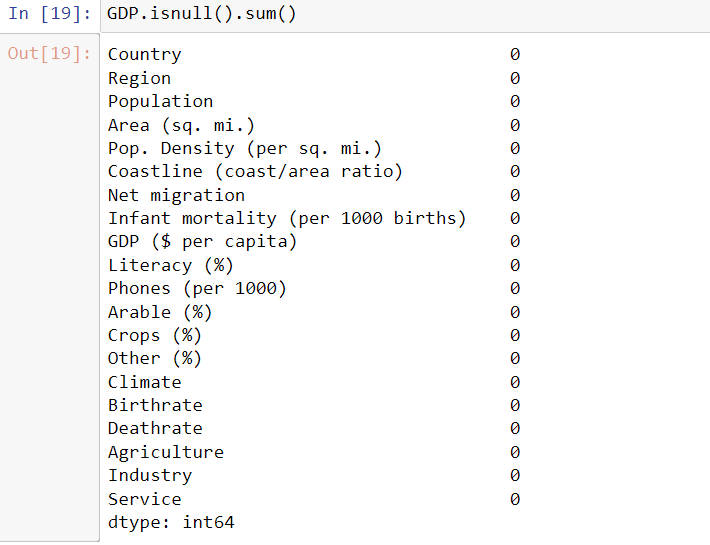 In [19]: GDP.isnull().sum()
Out[19]: Country 0
Region 0
Population 0
Area (sq. mi.) 0
Pop. Density (per sq. mi.) 0
Coastline (coast/area ratio) 0
Net migration 0
Infant mortality (per 1000 births) 0
GDP ($ per capita) 0
Literacy (%) 0
Phones (per 1000) 0
Arable (%) 0
Crops (%) 0
Other (%) 0
Climate 0
Birthrate 0
Deathrate 0
Agriculture 0
Industry 0
Service 0
dtype: int64